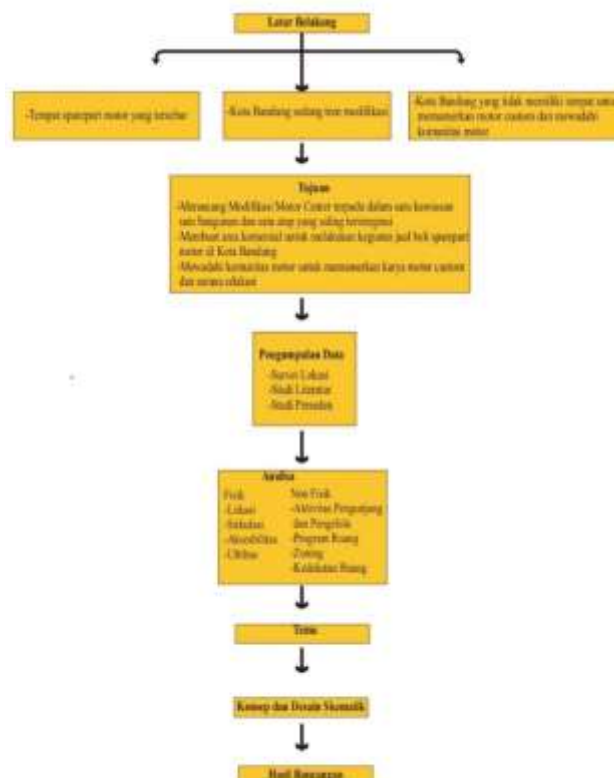 Latar Belakang
-Tempat sparepart motor yang tersebar
-Kota Bandung sedang tren modifikasi
-Kota Bandung yang tidak memiliki tempat untuk
memamerkan motor custom dan mewadahi
komunitas motor
Tujuan
-Merancang Modifikasi Motor Center terpadu dalam satu kawasan
satu bangunan dan satu atap yang saling terintegrasi
-Membuat area komersial untuk melakukan kegiatan jual beli sparepart
motor di Kota Bandung
-Mewadahi komunitas motor untuk memamerkan karya motor custom
dan sarana edukasi
Pengumpulan Data
-Survei Lokasi
-Studi Literatur
-Studi Preseden
Analisa
Fisik
-Lokasi
-Sirkulasi
-Aksesibilitas
-Utilitas
Non Fisik
-Aktivitas Pengunjung
dan Pengelola
-Program Ruang
-Zoning
-Kedekatan Ruang
Tema
Konsep dan Desain Skematik
Hasil Rancangan